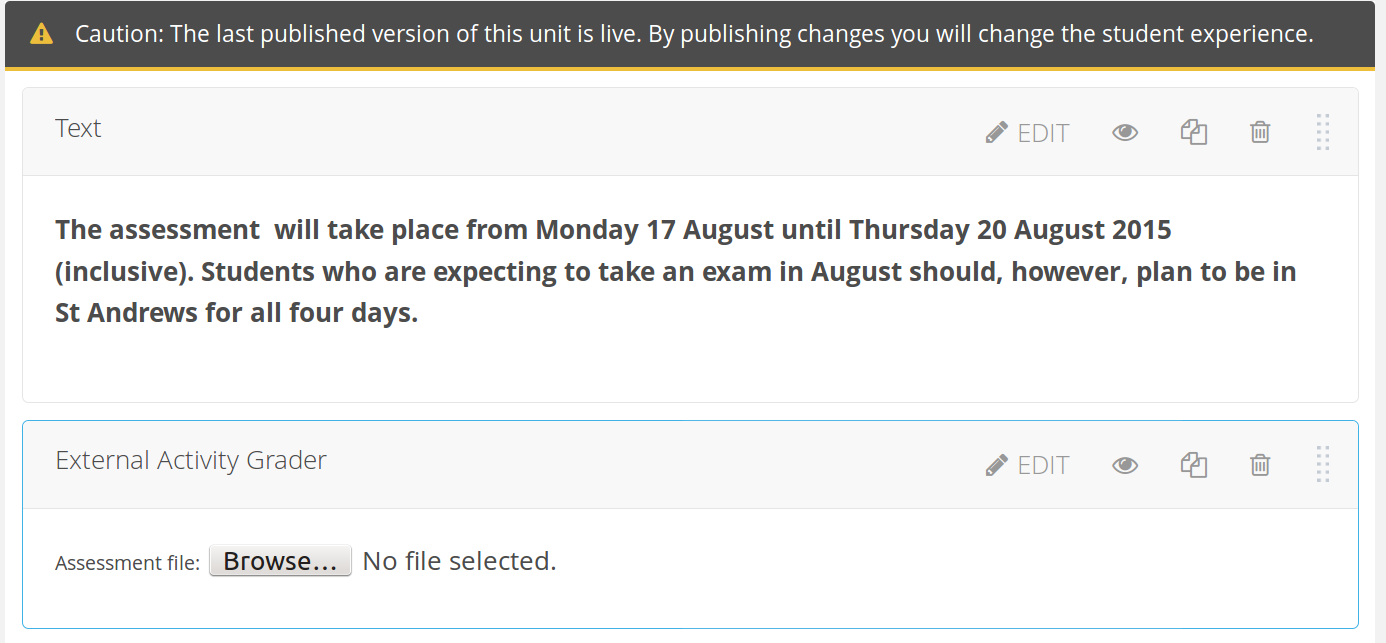 Caution: The last published version of this unit is live. By publishing changes you will change the student experience.
Text
EDIT
The assessment  will take place from Monday 17 August until Thursday 20 August 2015
(inclusive). Students who are expecting to take an exam in August should, however, plan to be in
St Andrews for all four days.
External Activity Grader
EDIT
Assessment file: Browse... No file selected.